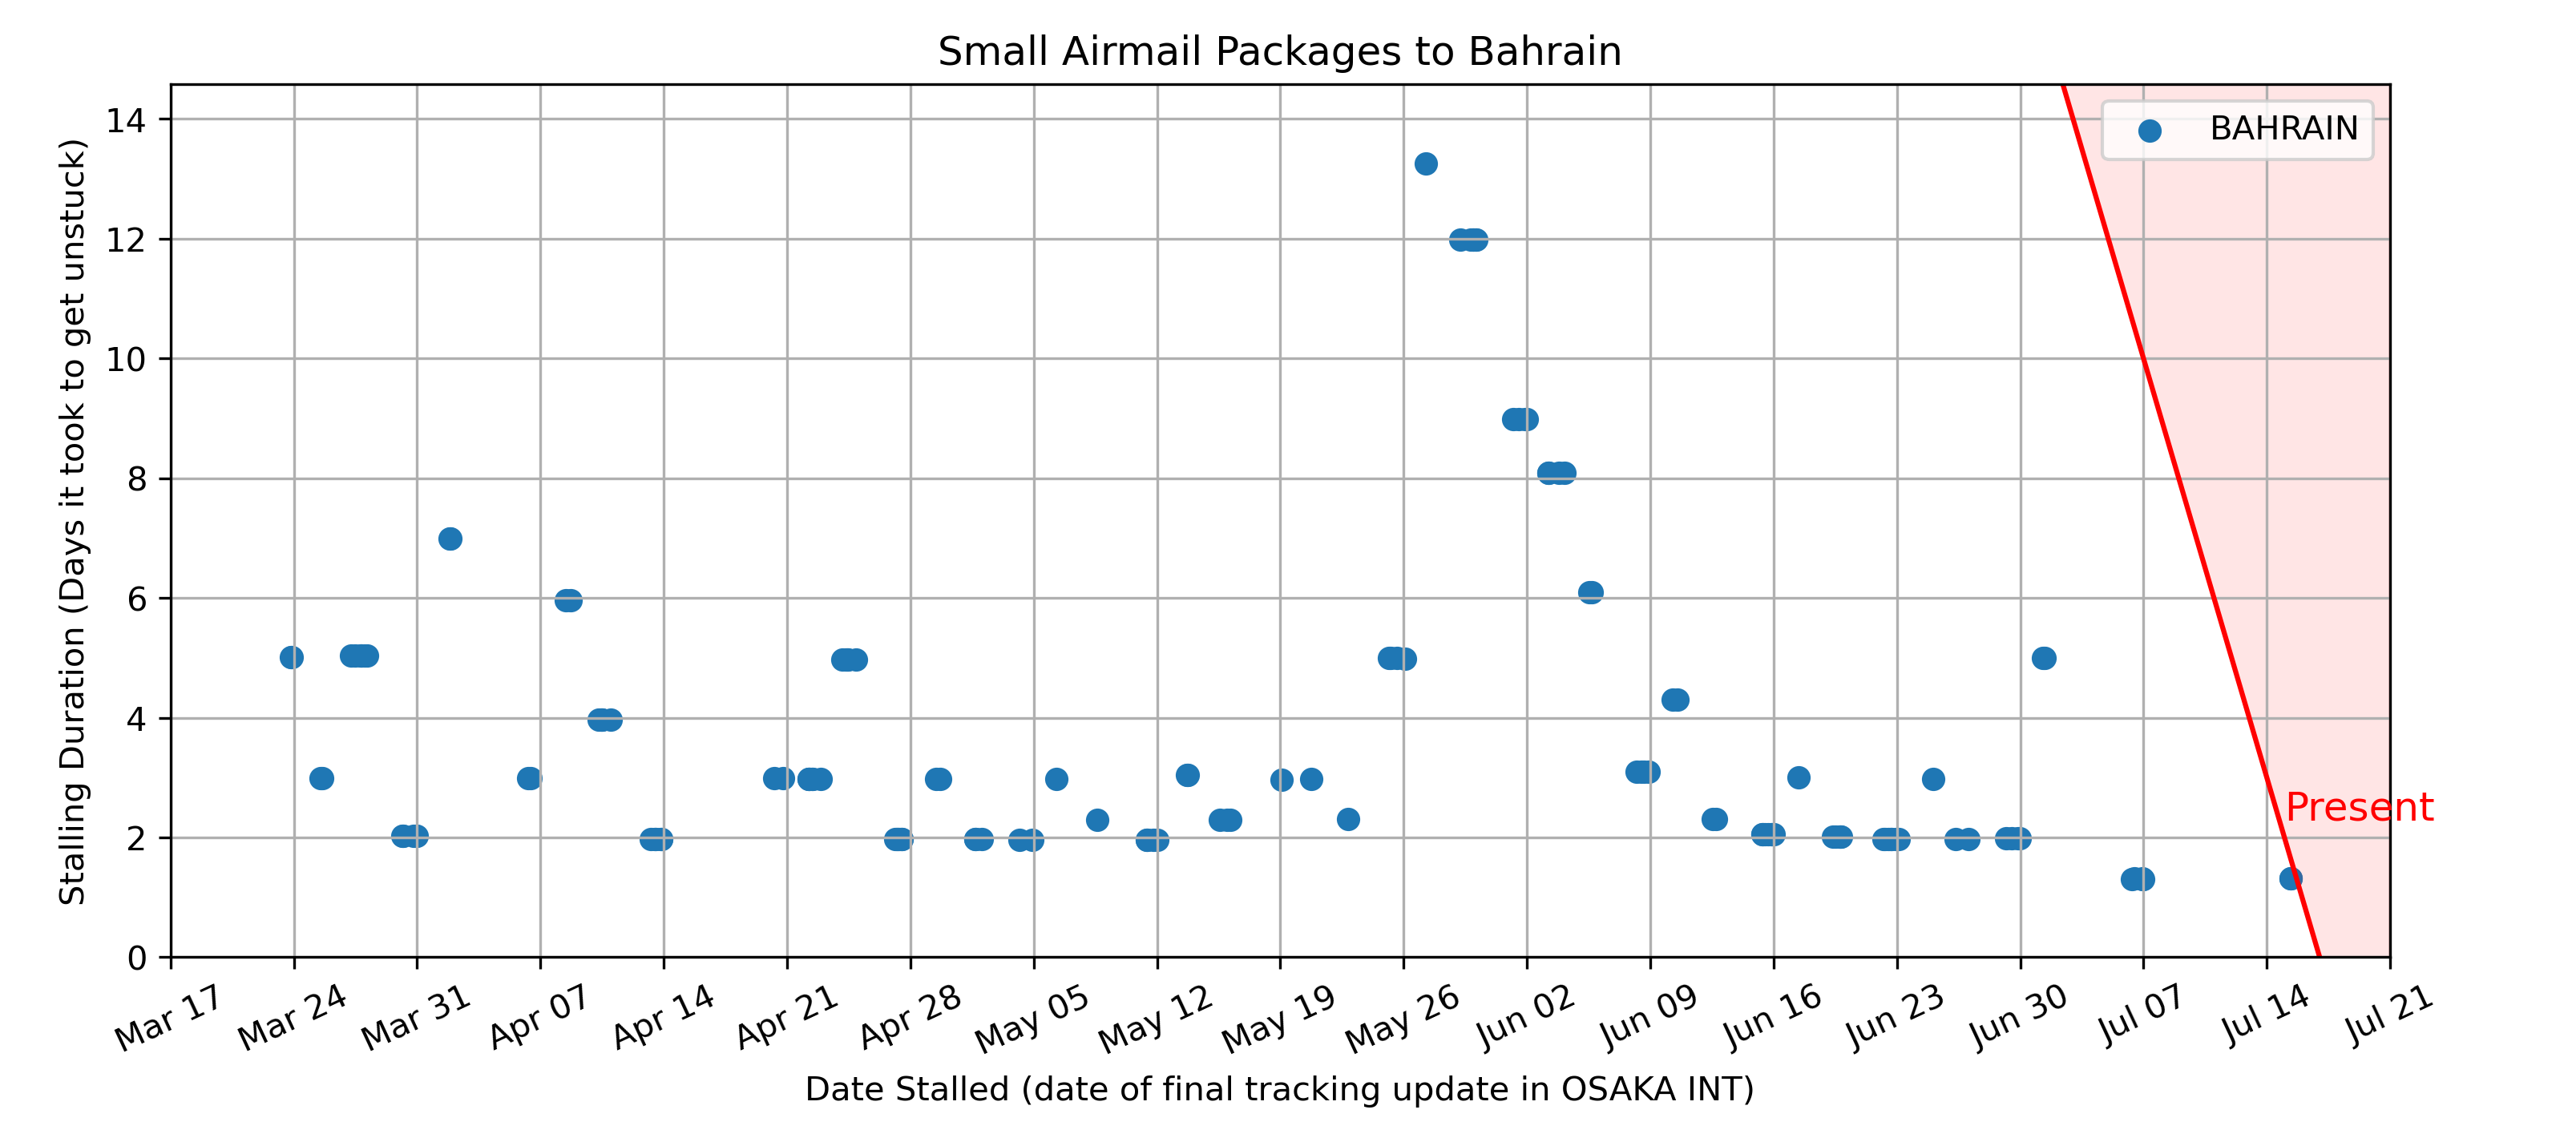 Small Airmail Packages to Bahrain
BAHRAIN
Stalling Duration (Days it took to get unstuck)
14
12
10
8
6
4
2
0
Present
Mar 17
Mar 24
Mar 31
Apr 07
Apr 14
Apr 21
Apr 28
May 05
May 12
May 19
May 26
Jun 02
Jun 09
Jun 16
Jun 23
Jun 30
Jul 07
Jul 14
Jul 21
Date Stalled (date of final tracking update in OSAKA INT)